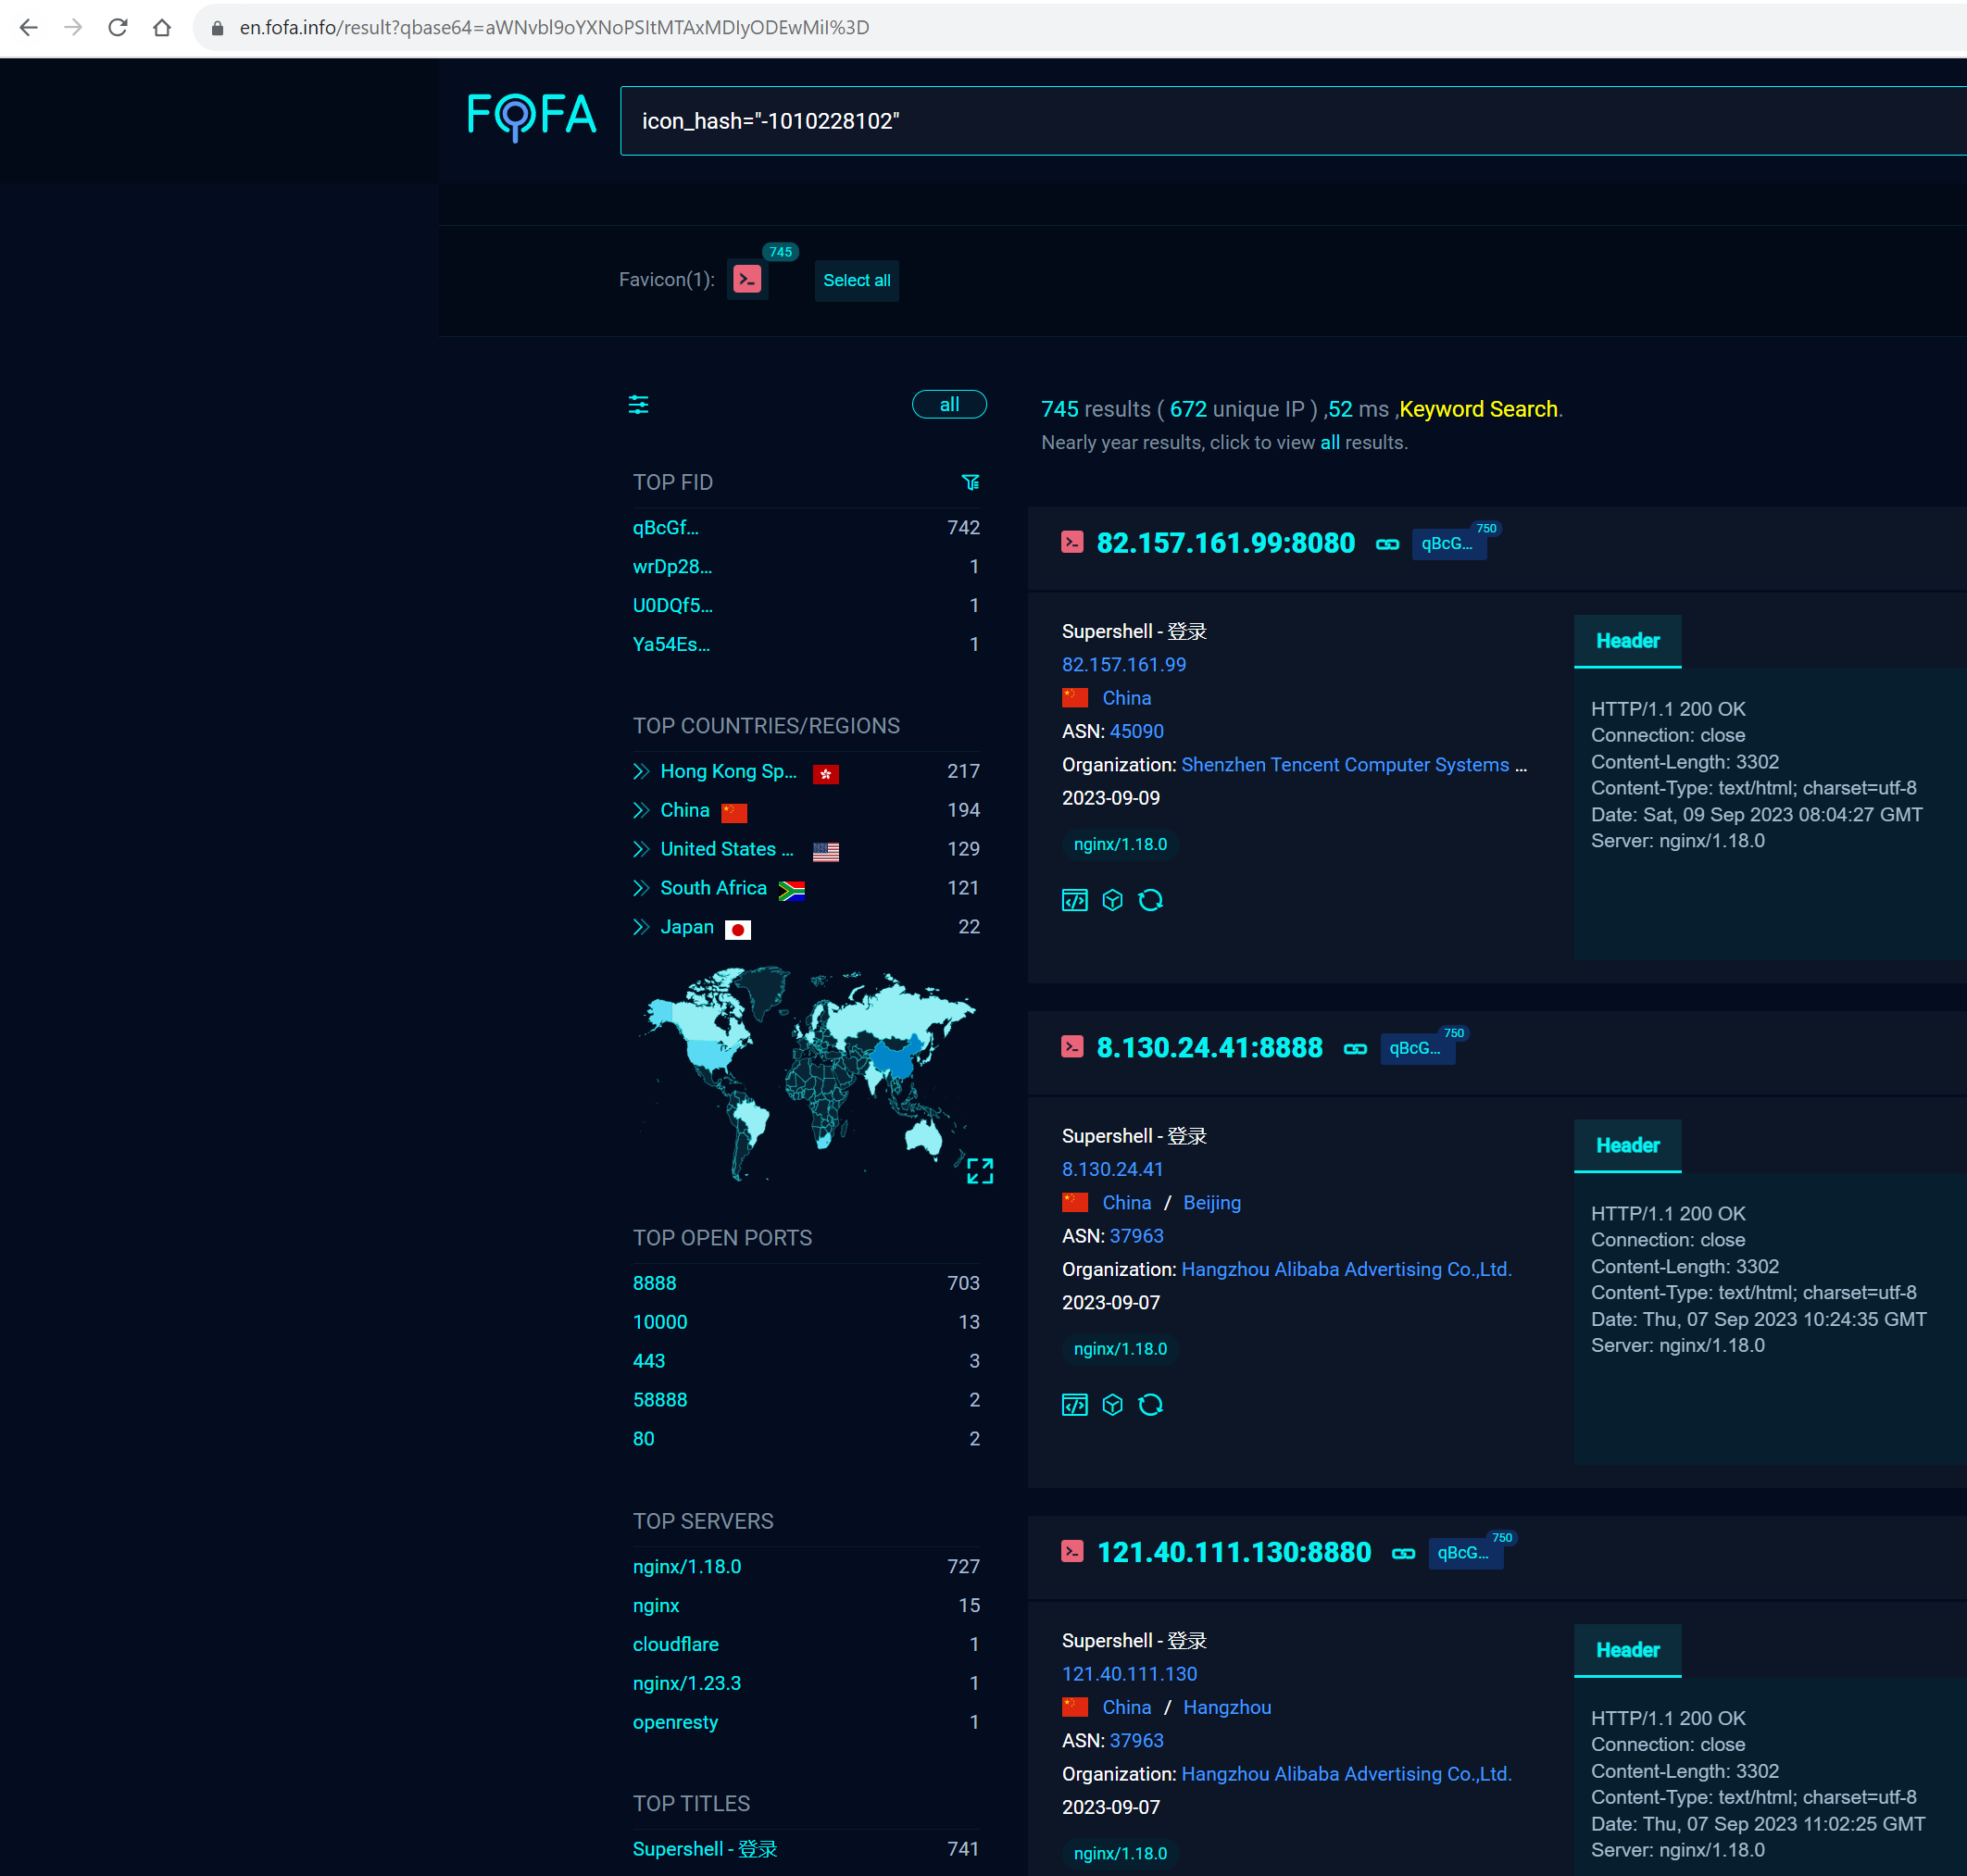 en.fofa.info/result?qbase64=aWNvbl9oYXNoPSItMTAxMDIyODEwMiI%3D
FOFA
icon_hash="-1010228102"
745
Favicon(1):
Select all
all
745 results ( 672 unique IP ) ,52 ms ,Keyword Search.
Nearly year results, click to view all results.
TOP FID
qBcGf... 742
wrDp28... 1
U0DQf5... 1
Ya54Es... 1
TOP COUNTRIES/REGIONS
Hong Kong Sp... 217
China 194
United States ... 129
South Africa 121
Japan 22
TOP OPEN PORTS
8888 703
10000 13
443 3
58888 2
80 2
TOP SERVERS
nginx/1.18.0 727
nginx 15
cloudflare 1
nginx/1.23.3 1
openresty 1
TOP TITLES
Supershell - 登录 741
82.157.161.99:8080 qBcG... 750
Supershell - 登录
82.157.161.99
China
ASN: 45090
Organization: Shenzhen Tencent Computer Systems ...
2023-09-09
nginx/1.18.0
Header
HTTP/1.1 200 OK
Connection: close
Content-Length: 3302
Content-Type: text/html; charset=utf-8
Date: Sat, 09 Sep 2023 08:04:27 GMT
Server: nginx/1.18.0
8.130.24.41:8888 qBcG... 750
Supershell - 登录
8.130.24.41
China / Beijing
ASN: 37963
Organization: Hangzhou Alibaba Advertising Co.,Ltd.
2023-09-07
nginx/1.18.0
Header
HTTP/1.1 200 OK
Connection: close
Content-Length: 3302
Content-Type: text/html; charset=utf-8
Date: Thu, 07 Sep 2023 10:24:35 GMT
Server: nginx/1.18.0
121.40.111.130:8880 qBcG... 750
Supershell - 登录
121.40.111.130
China / Hangzhou
ASN: 37963
Organization: Hangzhou Alibaba Advertising Co.,Ltd.
2023-09-07
nginx/1.18.0
Header
HTTP/1.1 200 OK
Connection: close
Content-Length: 3302
Content-Type: text/html; charset=utf-8
Date: Thu, 07 Sep 2023 11:02:25 GMT
Server: nginx/1.18.0